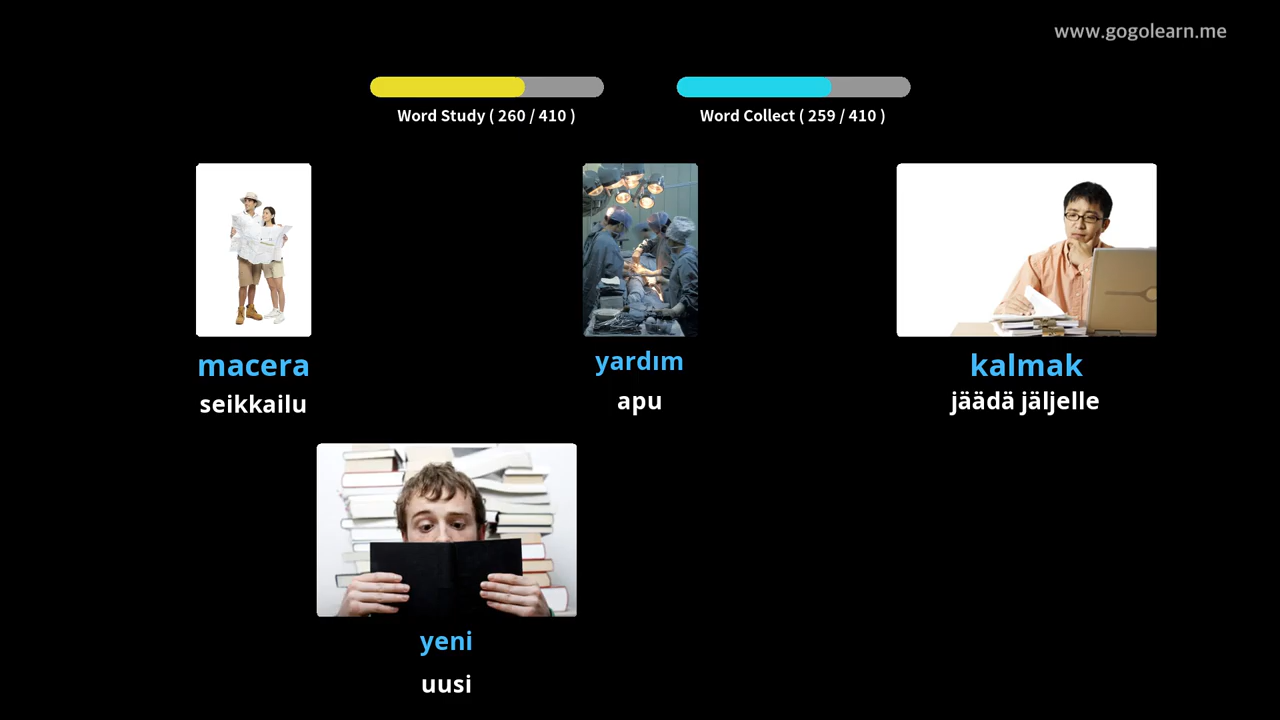 www.gogolearn.me
Word Study ( 260 / 410 )
Word Collect ( 259 / 410 )
macera
seikkailu
yardım
apu
kalmak
jäädä jäljelle
yeni
uusi